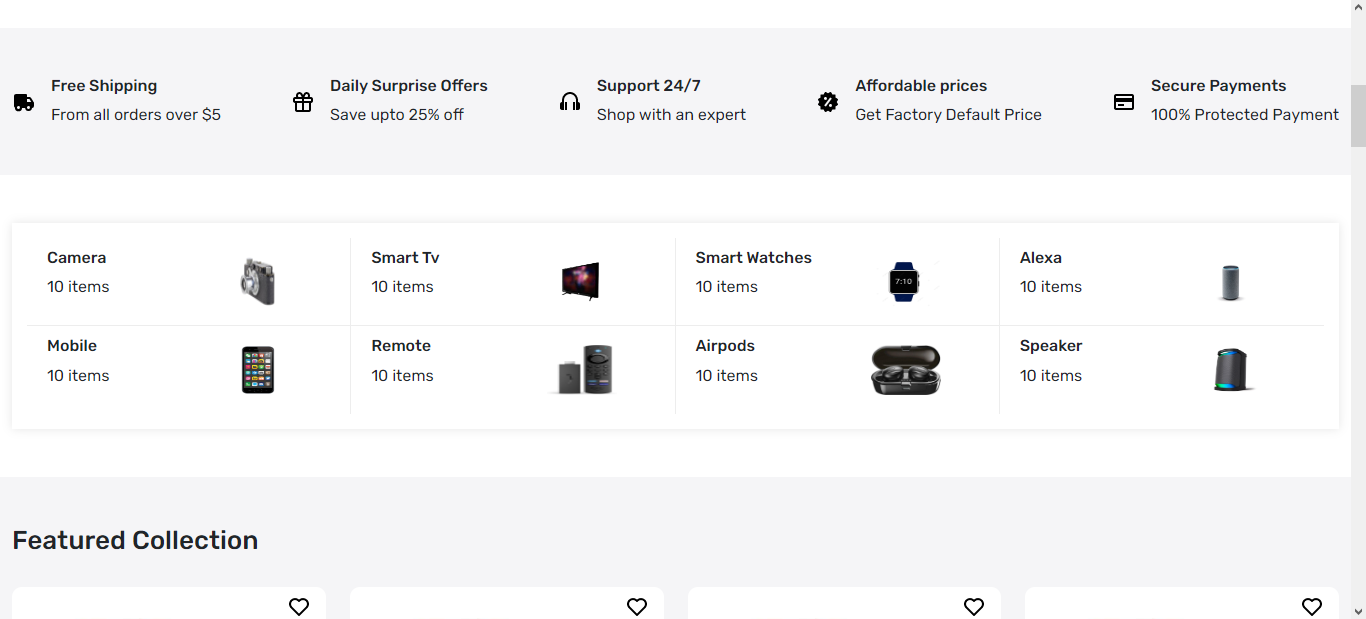 Free Shipping
From all orders over $5
Daily Surprise Offers
Save upto 25% off
Support 24/7
Shop with an expert
Affordable prices
Get Factory Default Price
Secure Payments
100% Protected Payment
Camera
10 items
Smart Tv
10 items
Smart Watches
10 items
7:10
Alexa
10 items
Mobile
10 items
Remote
10 items
Airpods
10 items
Speaker
10 items
Featured Collection